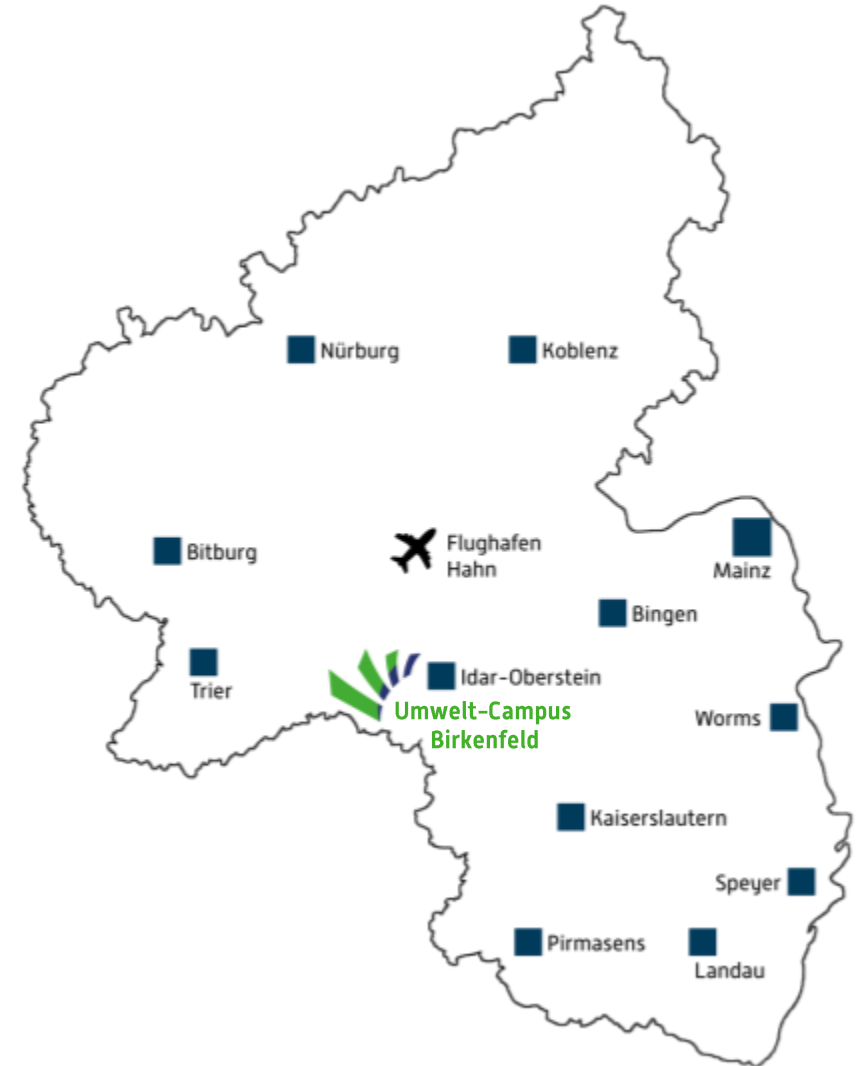 Nürburg
Koblenz
Bitburg
Flughafen
Hahn
Mainz
Bingen
Trier
Idar-Oberstein
Umwelt-Campus
Birkenfeld
Worms
Kaiserslautern
Speyer
Pirmasens
Landau